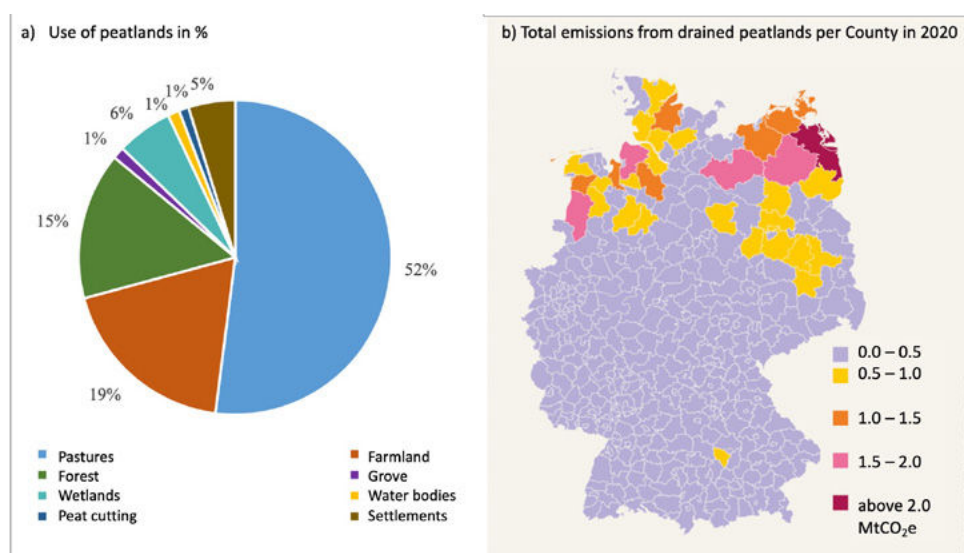 a) Use of peatlands in %
1%
5%
1%
6%
1%
15%
52%
19%
Pastures
Farmland
Forest
Grove
Wetlands
Water bodies
Peat cutting
Settlements
b) Total emissions from drained peatlands per County in 2020
0.0 – 0.5
0.5 – 1.0
1.0 – 1.5
1.5 – 2.0
above 2.0
MtCO₂e